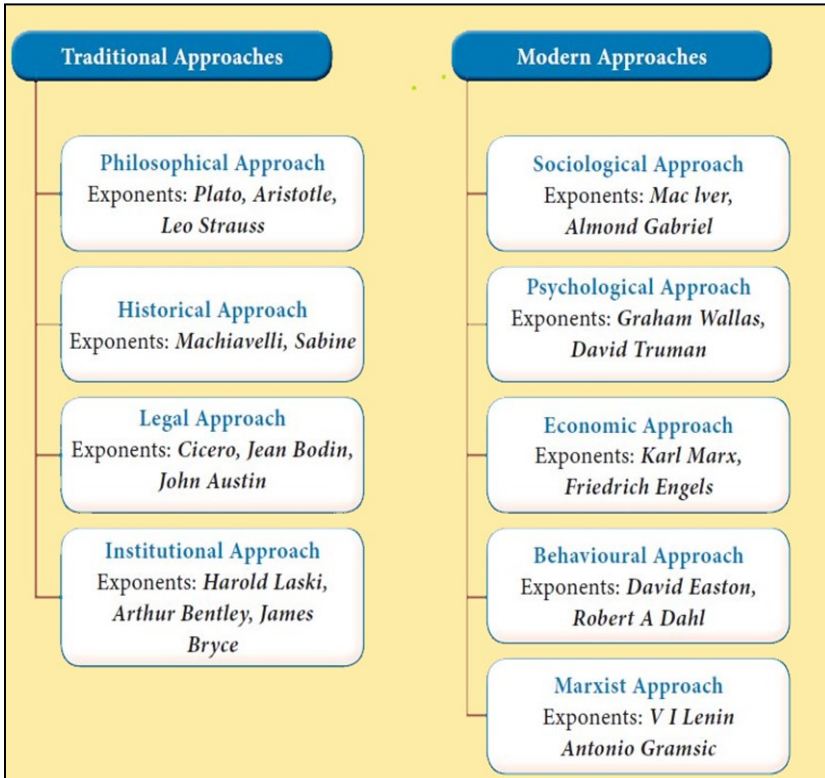 Traditional Approaches
Philosophical Approach
Exponents: Plato, Aristotle,
Leo Strauss
Historical Approach
Exponents: Machiavelli, Sabine
Legal Approach
Exponents: Cicero, Jean Bodin,
John Austin
Institutional Approach
Exponents: Harold Laski,
Arthur Bentley, James
Bryce
Modern Approaches
Sociological Approach
Exponents: Mac lver,
Almond Gabriel
Psychological Approach
Exponents: Graham Wallas,
David Truman
Economic Approach
Exponents: Karl Marx,
Friedrich Engels
Behavioural Approach
Exponents: David Easton,
Robert A Dahl
Marxist Approach
Exponents: V I Lenin
Antonio Gramsic